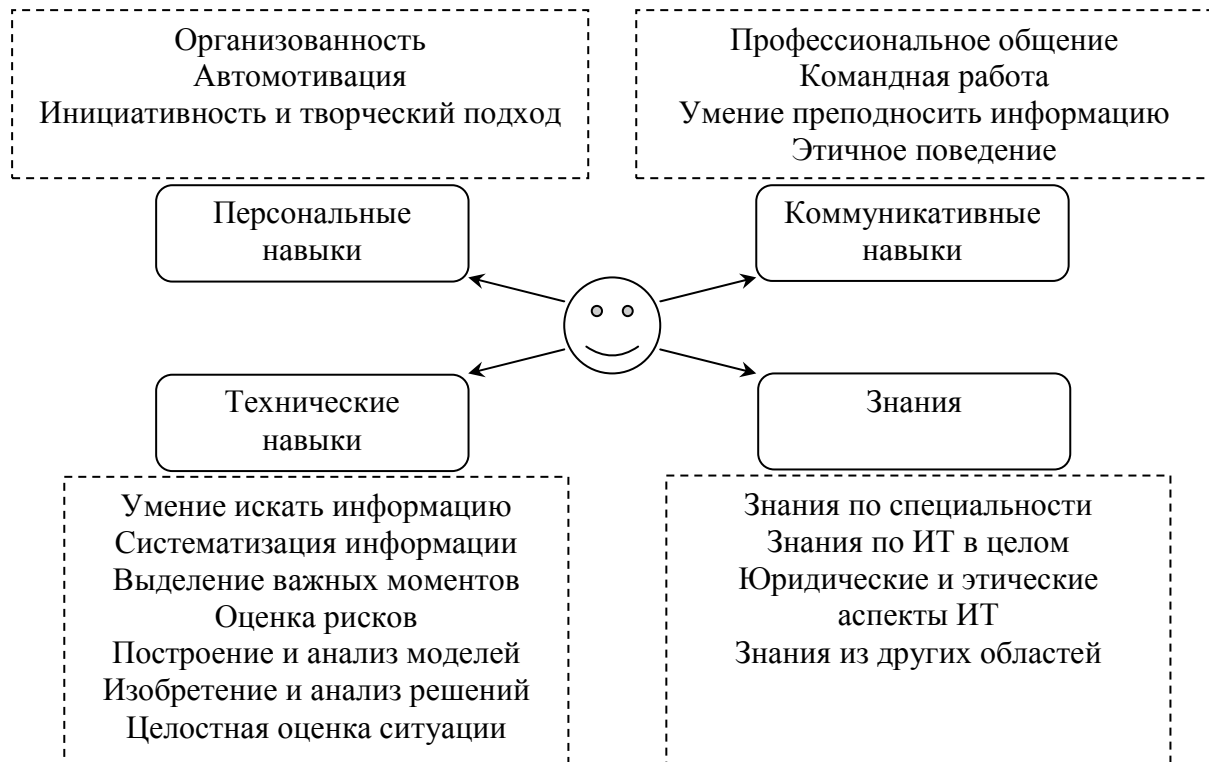 Организованность
Автомотивация
Инициативность и творческий подход
Профессиональное общение
Командная работа
Умение преподносить информацию
Этичное поведение
Персональные
навыки
Коммуникативные
навыки
Технические
навыки
Знания
Умение искать информацию
Систематизация информации
Выделение важных моментов
Оценка рисков
Построение и анализ моделей
Изобретение и анализ решений
Целостная оценка ситуации
Знания по специальности
Знания по ИТ в целом
Юридические и этические
аспекты ИТ
Знания из других областей